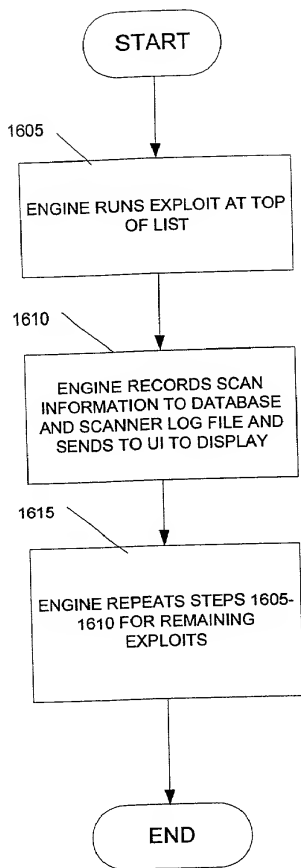 START
1605
ENGINE RUNS EXPLOIT AT TOP
OF LIST
1610
ENGINE RECORDS SCAN
INFORMATION TO DATABASE
AND SCANNER LOG FILE AND
SENDS TO UI TO DISPLAY
1615
ENGINE REPEATS STEPS 1605-
1610 FOR REMAINING
EXPLOITS
END